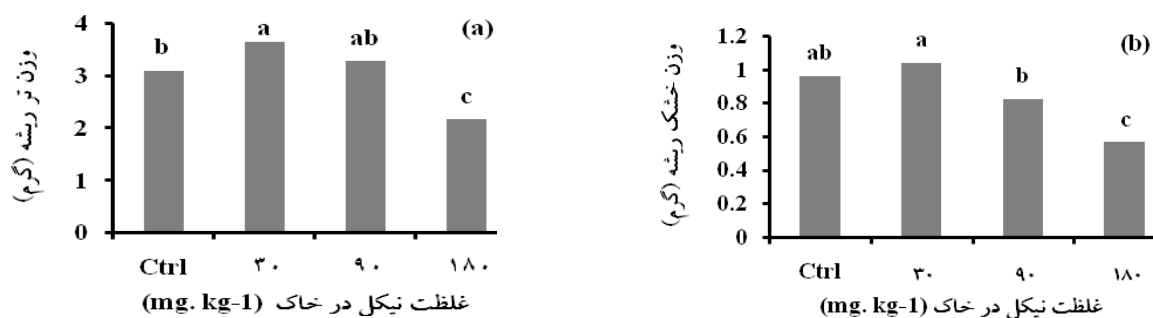 (a)
وزن تر ریشه (گرم)
4
3
2
1
0
b
a
ab
c
Ctrl ۳۰ ۹۰ ۱۸۰
غلظت نیکل در خاک (mg. kg-1)
(b)
وزن خشک ریشه (گرم)
1.2
1
0.8
0.6
0.4
0.2
0
ab
a
b
c
Ctrl ۳۰ ۹۰ ۱۸۰
غلظت نیکل در خاک (mg. kg-1)